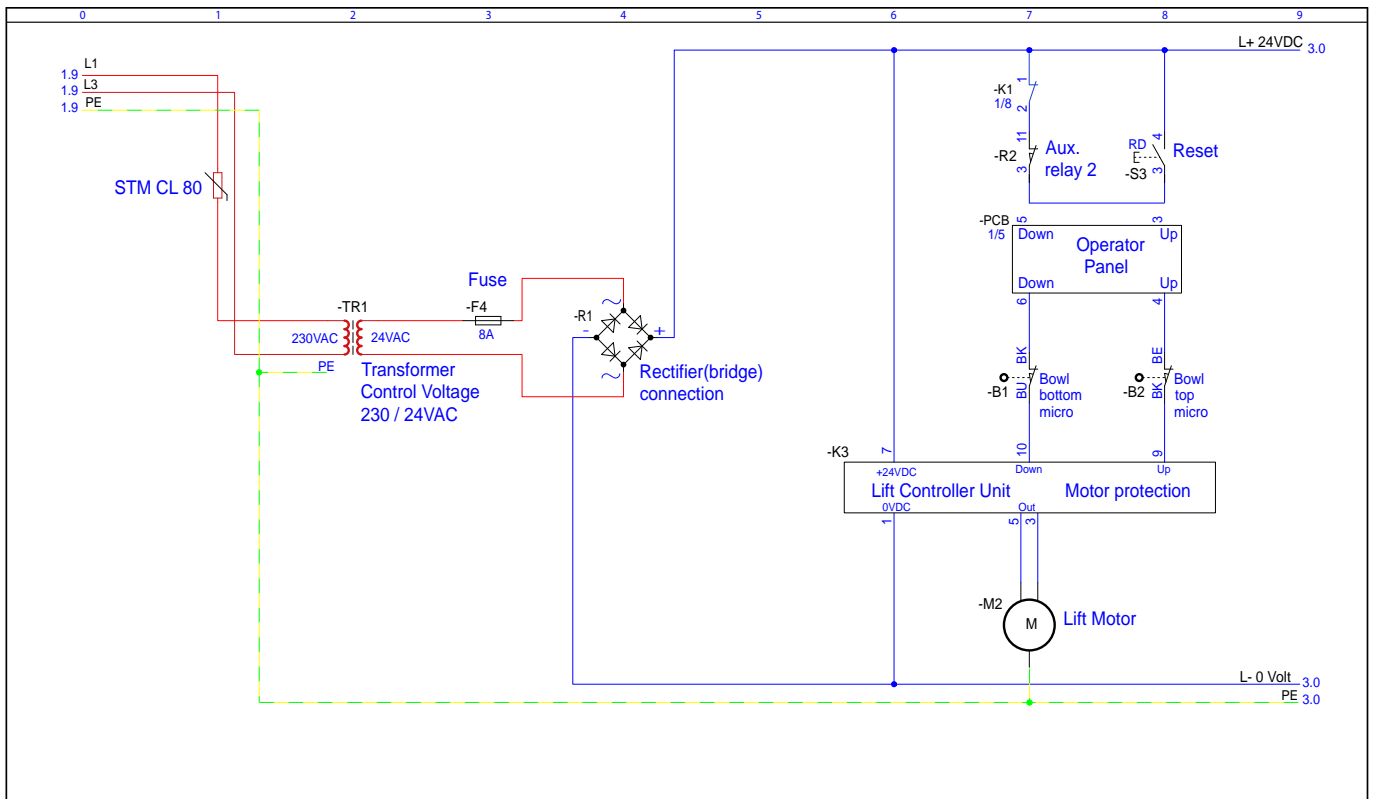 0 1 2 3 4 5 6 7 8 9
L+ 24VDC 3.0
1.9 L1
1.9 L3
1.9 PE
STM CL 80
-K1
1/8
1
2
-R2
11
3
Aux.
relay 2
RD
-S3
4
3
Reset
-PCB
1/5
5
3
Down Up
Operator
Panel
Down Up
6
4
Fuse
-TR1
-F4
8A
230VAC 24VAC
PE
Transformer
Control Voltage
230 / 24VAC
-R1
- +
Rectifier(bridge)
connection
BK
BU
-B1
Bowl
bottom
micro
BE
BK
-B2
Bowl
top
micro
-K3
7
10
9
+24VDC Down Up
Lift Controller Unit Motor protection
0VDC Out
1
5
3
-M2
M
Lift Motor
L- 0 Volt 3.0
PE 3.0